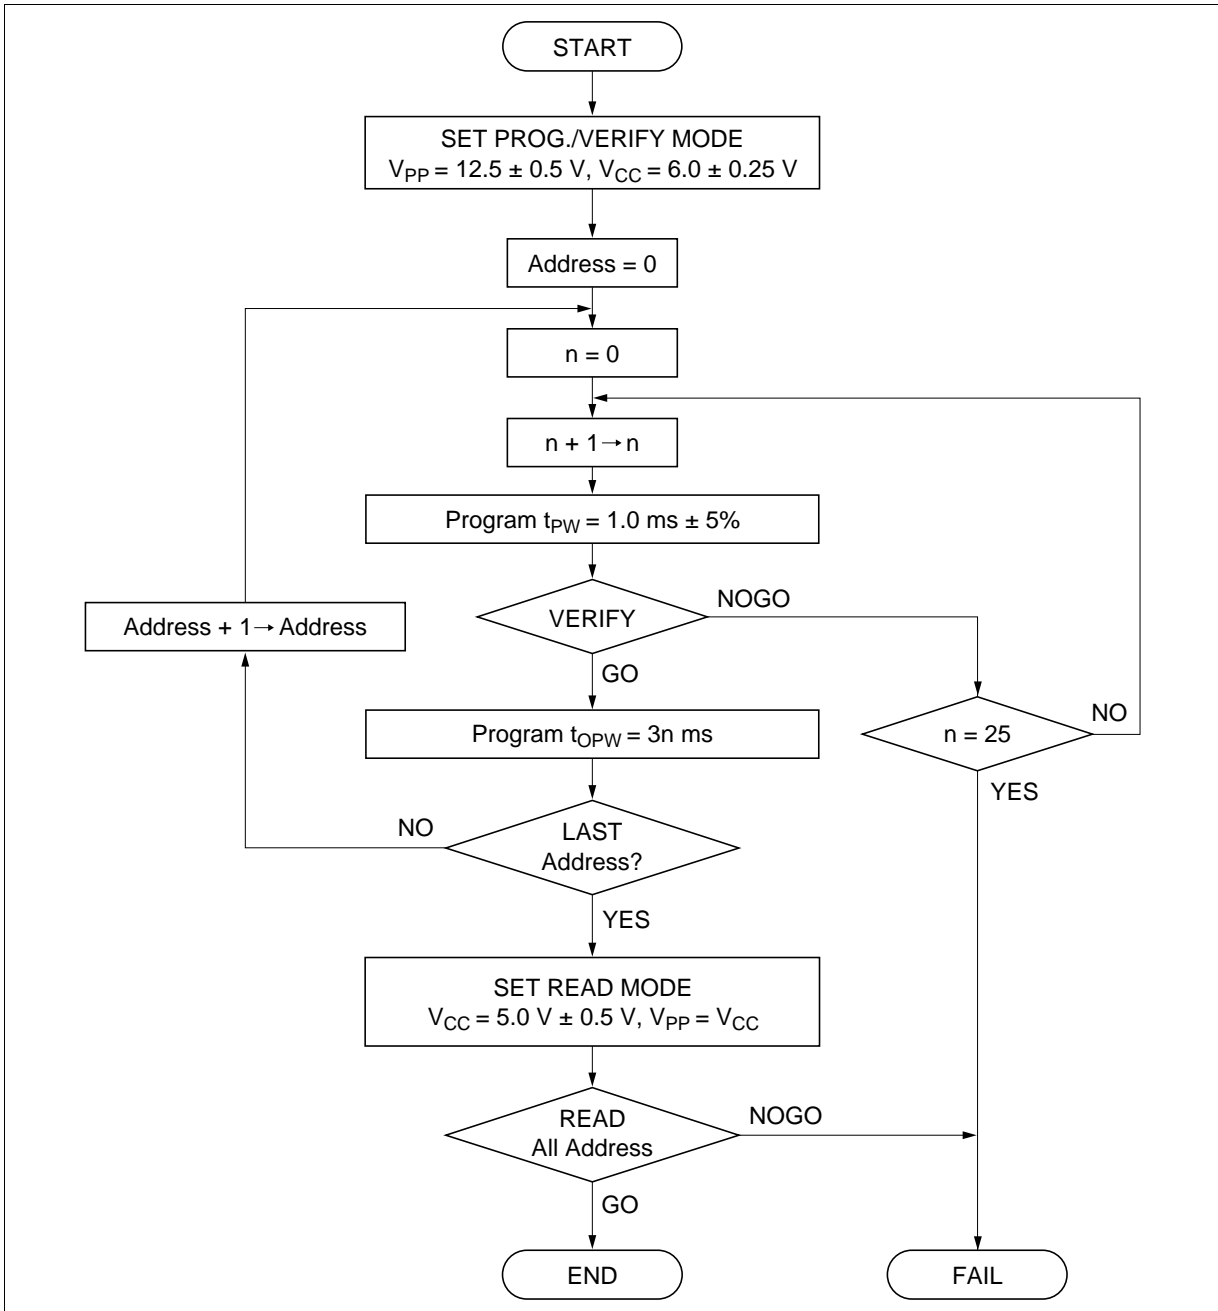 START
SET PROG./VERIFY MODE
VPP = 12.5 ± 0.5 V, VCC = 6.0 ± 0.25 V
Address = 0
n = 0
n + 1 → n
Program tPW = 1.0 ms ± 5%
VERIFY
NOGO
GO
Address + 1 → Address
Program tOPW = 3n ms
n = 25
NO
YES
LAST
Address?
NO
YES
SET READ MODE
VCC = 5.0 V ± 0.5 V, VPP = VCC
READ
All Address
NOGO
GO
END
FAIL